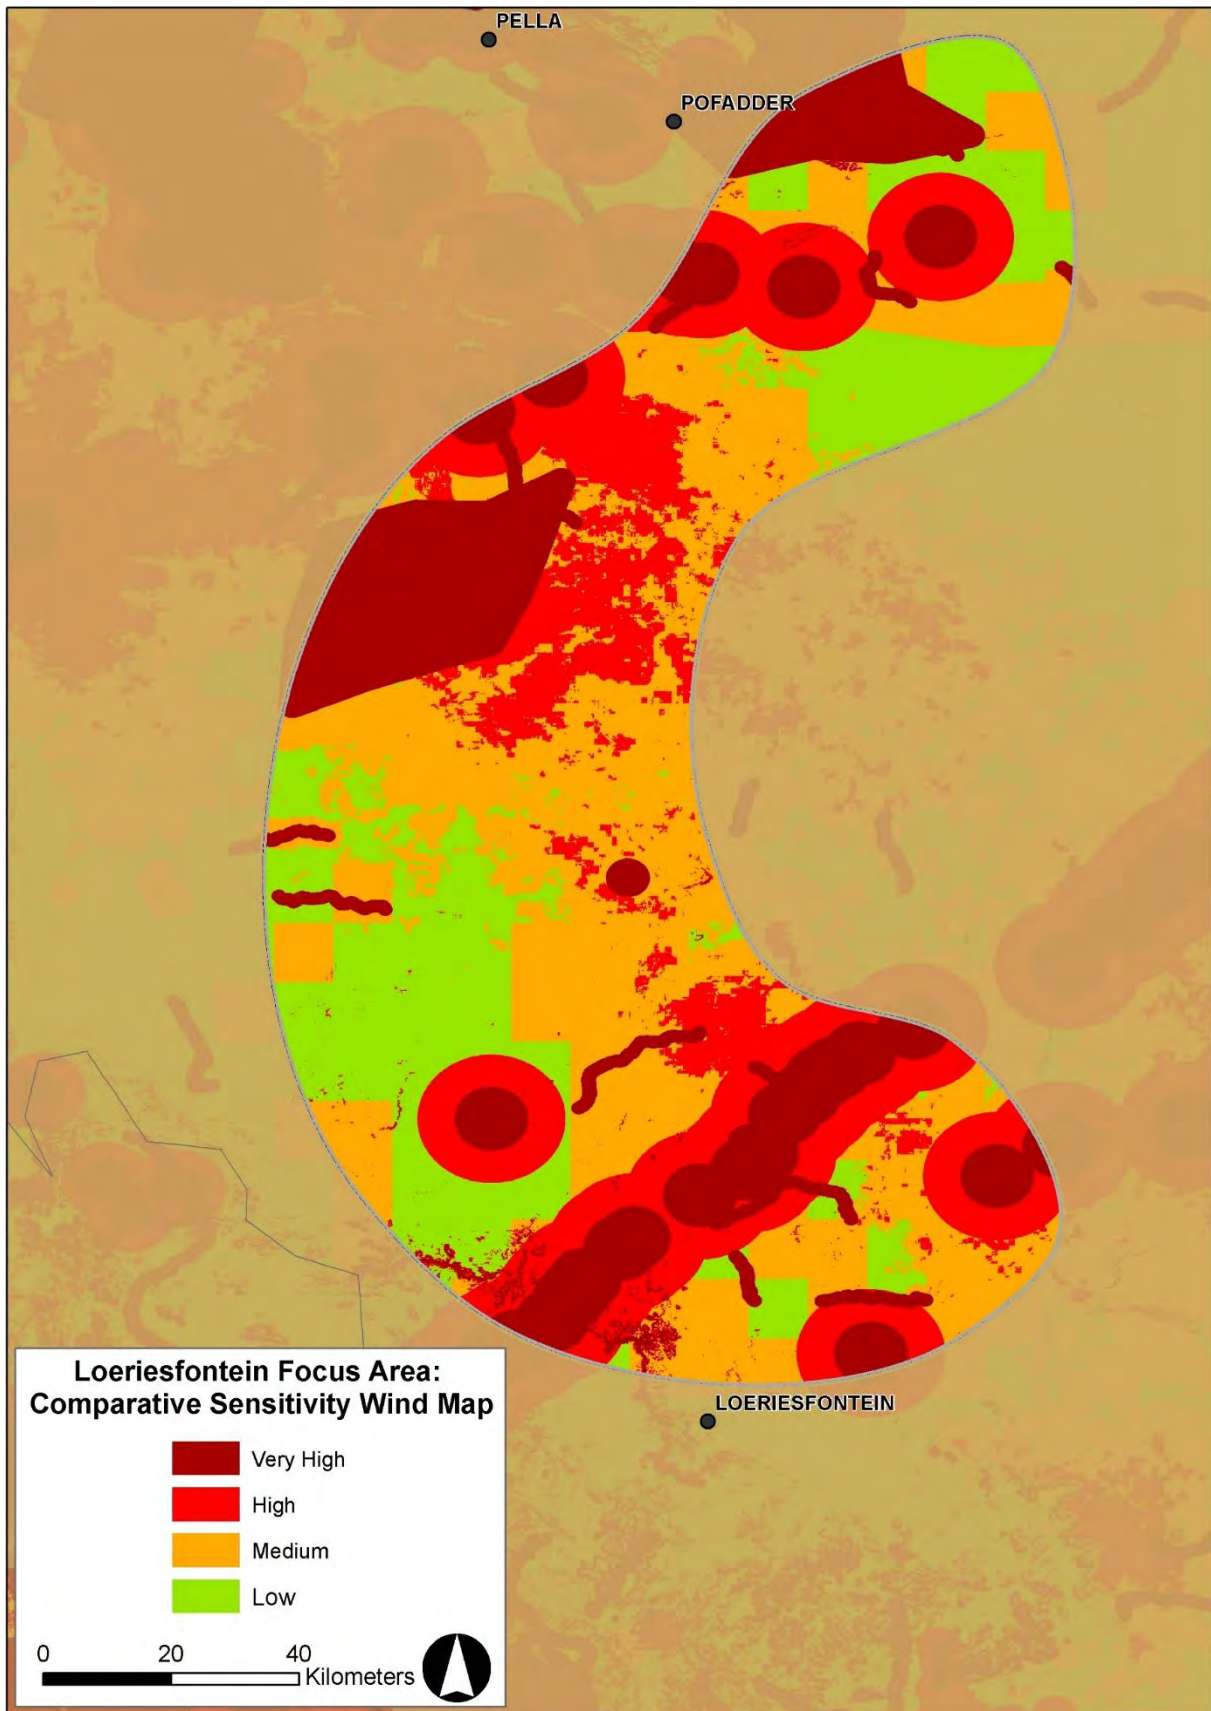 PELLA
POFADDER
LOERIESFONTEIN
Loeriesfontein Focus Area:
Comparative Sensitivity Wind Map
Very High
High
Medium
Low
0 20 40
Kilometers